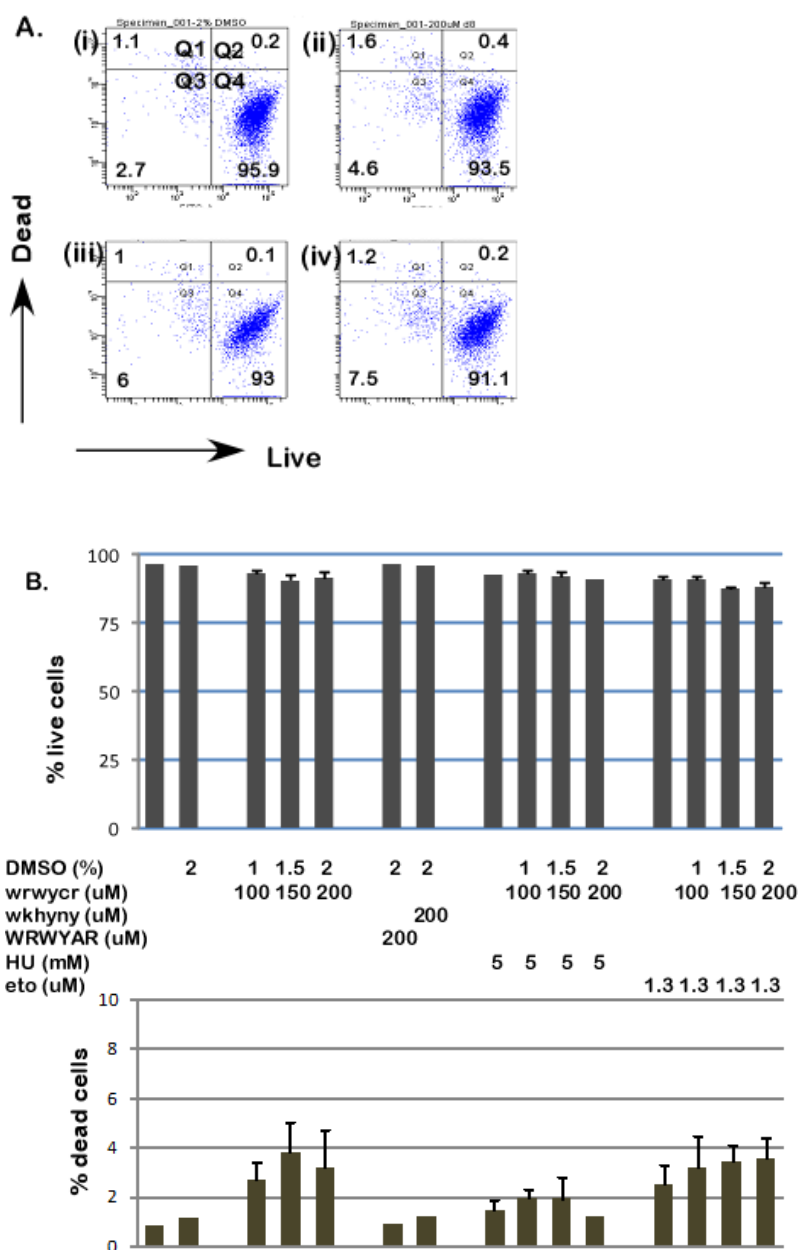 A.
Specimen_001-2% DMSO
Specimen_001-200uM d8
(i) 1.1 Q1 Q2 0.2
Q3 Q4
2.7 95.9
(ii) 1.6 Q1 Q2 0.4
Q3 Q4
4.6 93.5
Dead
(iii) 1 Q1 Q2 0.1
Q3 Q4
6 93
(iv) 1.2 Q1 Q2 0.2
Q3 Q4
7.5 91.1
Live
B.
% live cells
100
75
50
25
0
DMSO (%) 2 1 1.5 2 2 2 1 1.5 2 1 1.5 2
wrwycr (uM) 100 150 200 100 150 200 100 150 200
wkhyny (uM) 200
WRWYAR (uM) 200
HU (mM) 5 5 5 5
eto (uM) 1.3 1.3 1.3 1.3
% dead cells
10
8
6
4
2
0